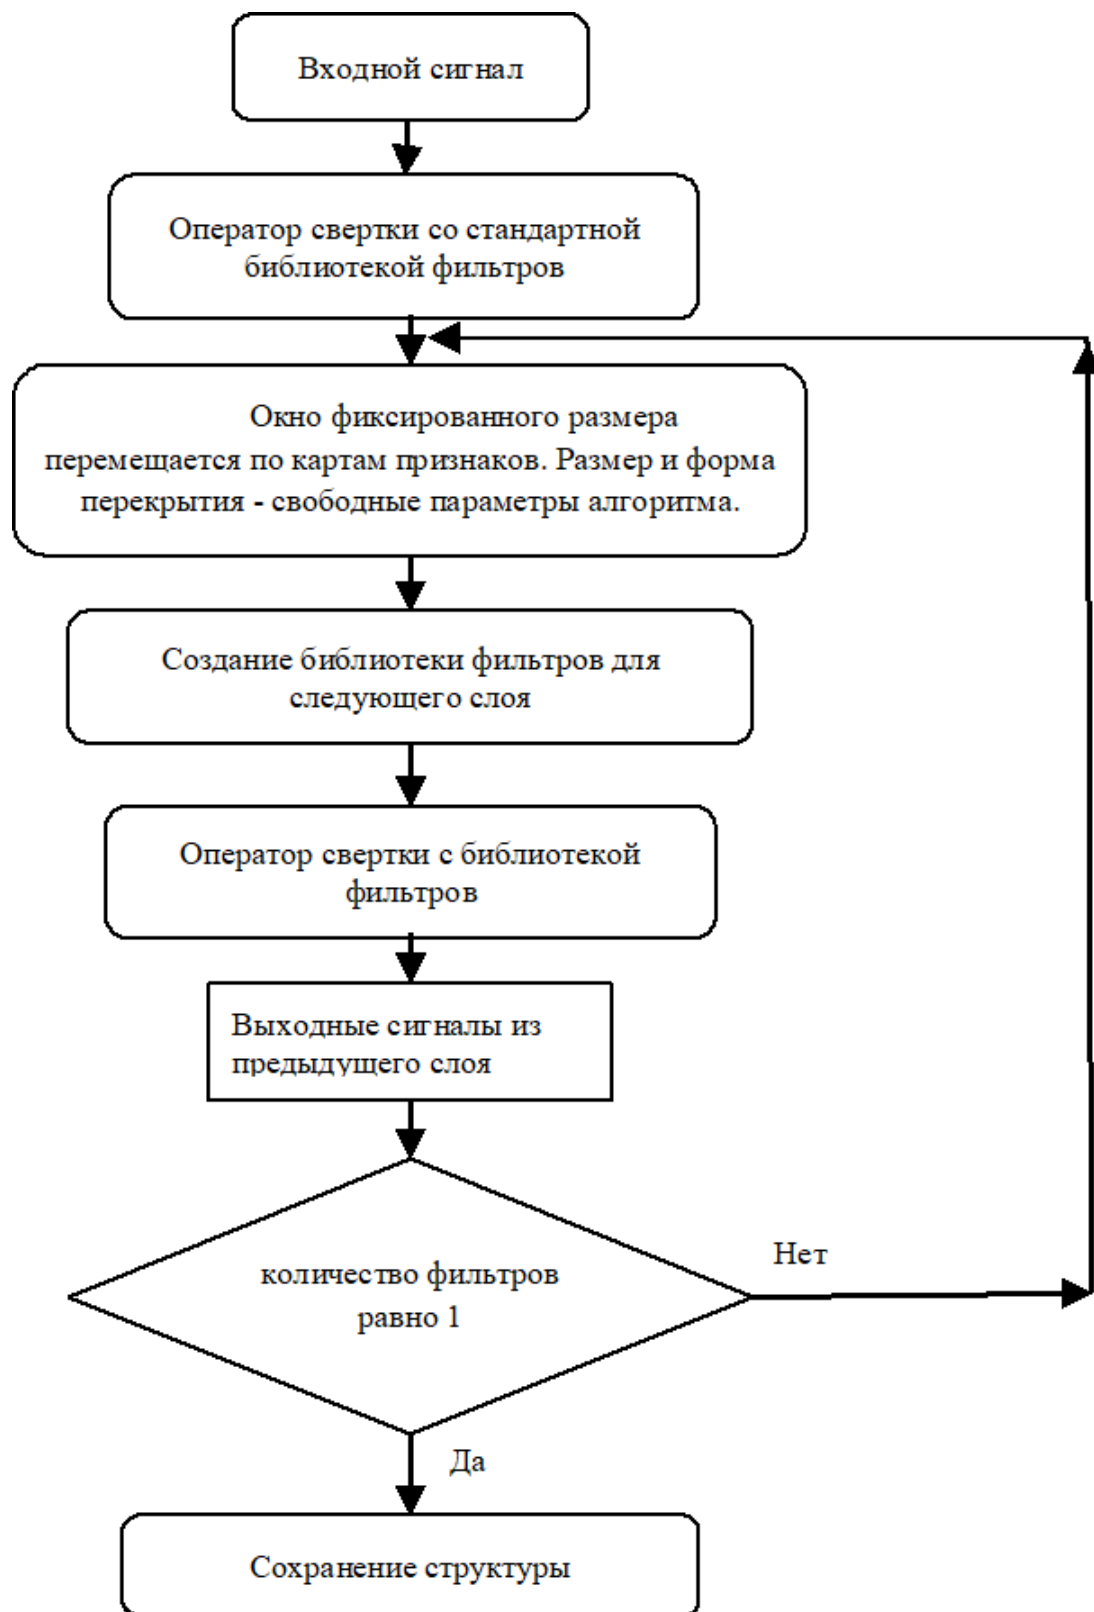 Входной сигнал
Оператор свертки со стандартной
библиотекой фильтров
Окно фиксированного размера
перемещается по картам признаков. Размер и форма
перекрытия - свободные параметры алгоритма.
Создание библиотеки фильтров для
следующего слоя
Оператор свертки с библиотекой
фильтров
Выходные сигналы из
предыдущего слоя
количество фильтров
равно 1
Нет
Да
Сохранение структуры